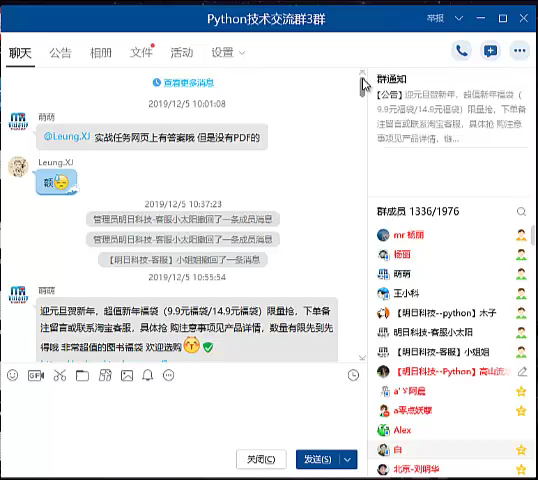 Python技术交流群3群
举报
聊天 公告 相册 文件 活动 设置
查看更多消息
2019/12/5 10:01:08
萌萌
@Leung.XJ 实战任务网页上有答案哦 但是没有PDF的
Leung.XJ
额
2019/12/5 10:37:23
管理员明日科技-客服小太阳撤回了一条成员消息
管理员明日科技-客服小太阳撤回了一条成员消息
【明日科技-客服】小姐姐撤回了一条消息
2019/12/5 10:55:54
萌萌
迎元旦贺新年，超值新年福袋（9.9元福袋/14.9元福袋）限量抢，下单备
注留言或联系淘宝客服，具体抢 购注意事项见产品详情，数量有限先到先
得哦 非常超值的图书福袋 欢迎选购
GIF
关闭(C)
发送(S)
群通知
【公告】迎元旦贺新年，超值新年福袋（
9.9元福袋/14.9元福袋）限量抢，下单备
注留言或联系淘宝客服，具体抢 购注意
事项见产品详情，链...
群成员 1336/1976
mr 杨丽
杨丽
萌萌
王小科
【明日科技--python】木子
明日科技-客服小太阳
【明日科技-客服】小姐姐
【明日科技--Python】高山流
a'ゞ阿晨
a零点妖歌
Alex
白
北京-刘明华